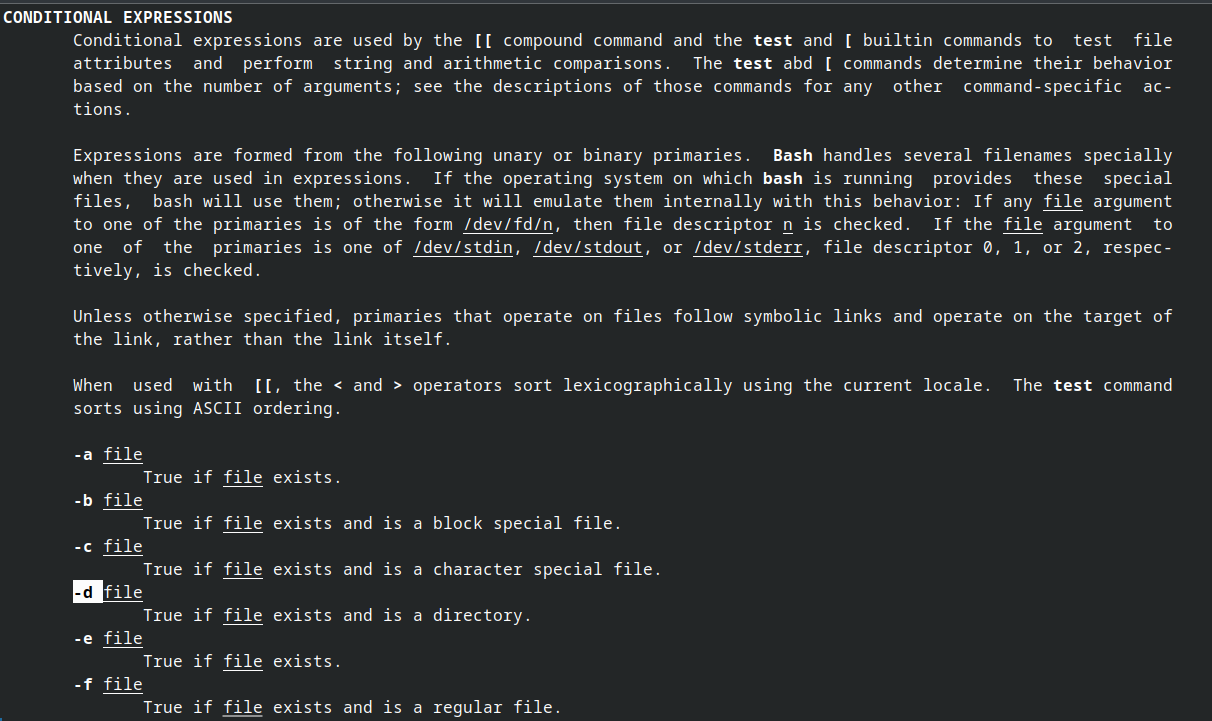 CONDITIONAL EXPRESSIONS
Conditional expressions are used by the [[ compound command and the test and [ builtin commands to test file
attributes and perform string and arithmetic comparisons. The test abd [ commands determine their behavior
based on the number of arguments; see the descriptions of those commands for any other command-specific ac-
tions.
Expressions are formed from the following unary or binary primaries. Bash handles several filenames specially
when they are used in expressions. If the operating system on which bash is running provides these special
files, bash will use them; otherwise it will emulate them internally with this behavior: If any file argument
to one of the primaries is of the form /dev/fd/n, then file descriptor n is checked. If the file argument to
one of the primaries is one of /dev/stdin, /dev/stdout, or /dev/stderr, file descriptor 0, 1, or 2, respec-
tively, is checked.
Unless otherwise specified, primaries that operate on files follow symbolic links and operate on the target of
the link, rather than the link itself.
When used with [[, the < and > operators sort lexicographically using the current locale. The test command
sorts using ASCII ordering.
-a file
True if file exists.
-b file
True if file exists and is a block special file.
-c file
True if file exists and is a character special file.
-d file
True if file exists and is a directory.
-e file
True if file exists.
-f file
True if file exists and is a regular file.